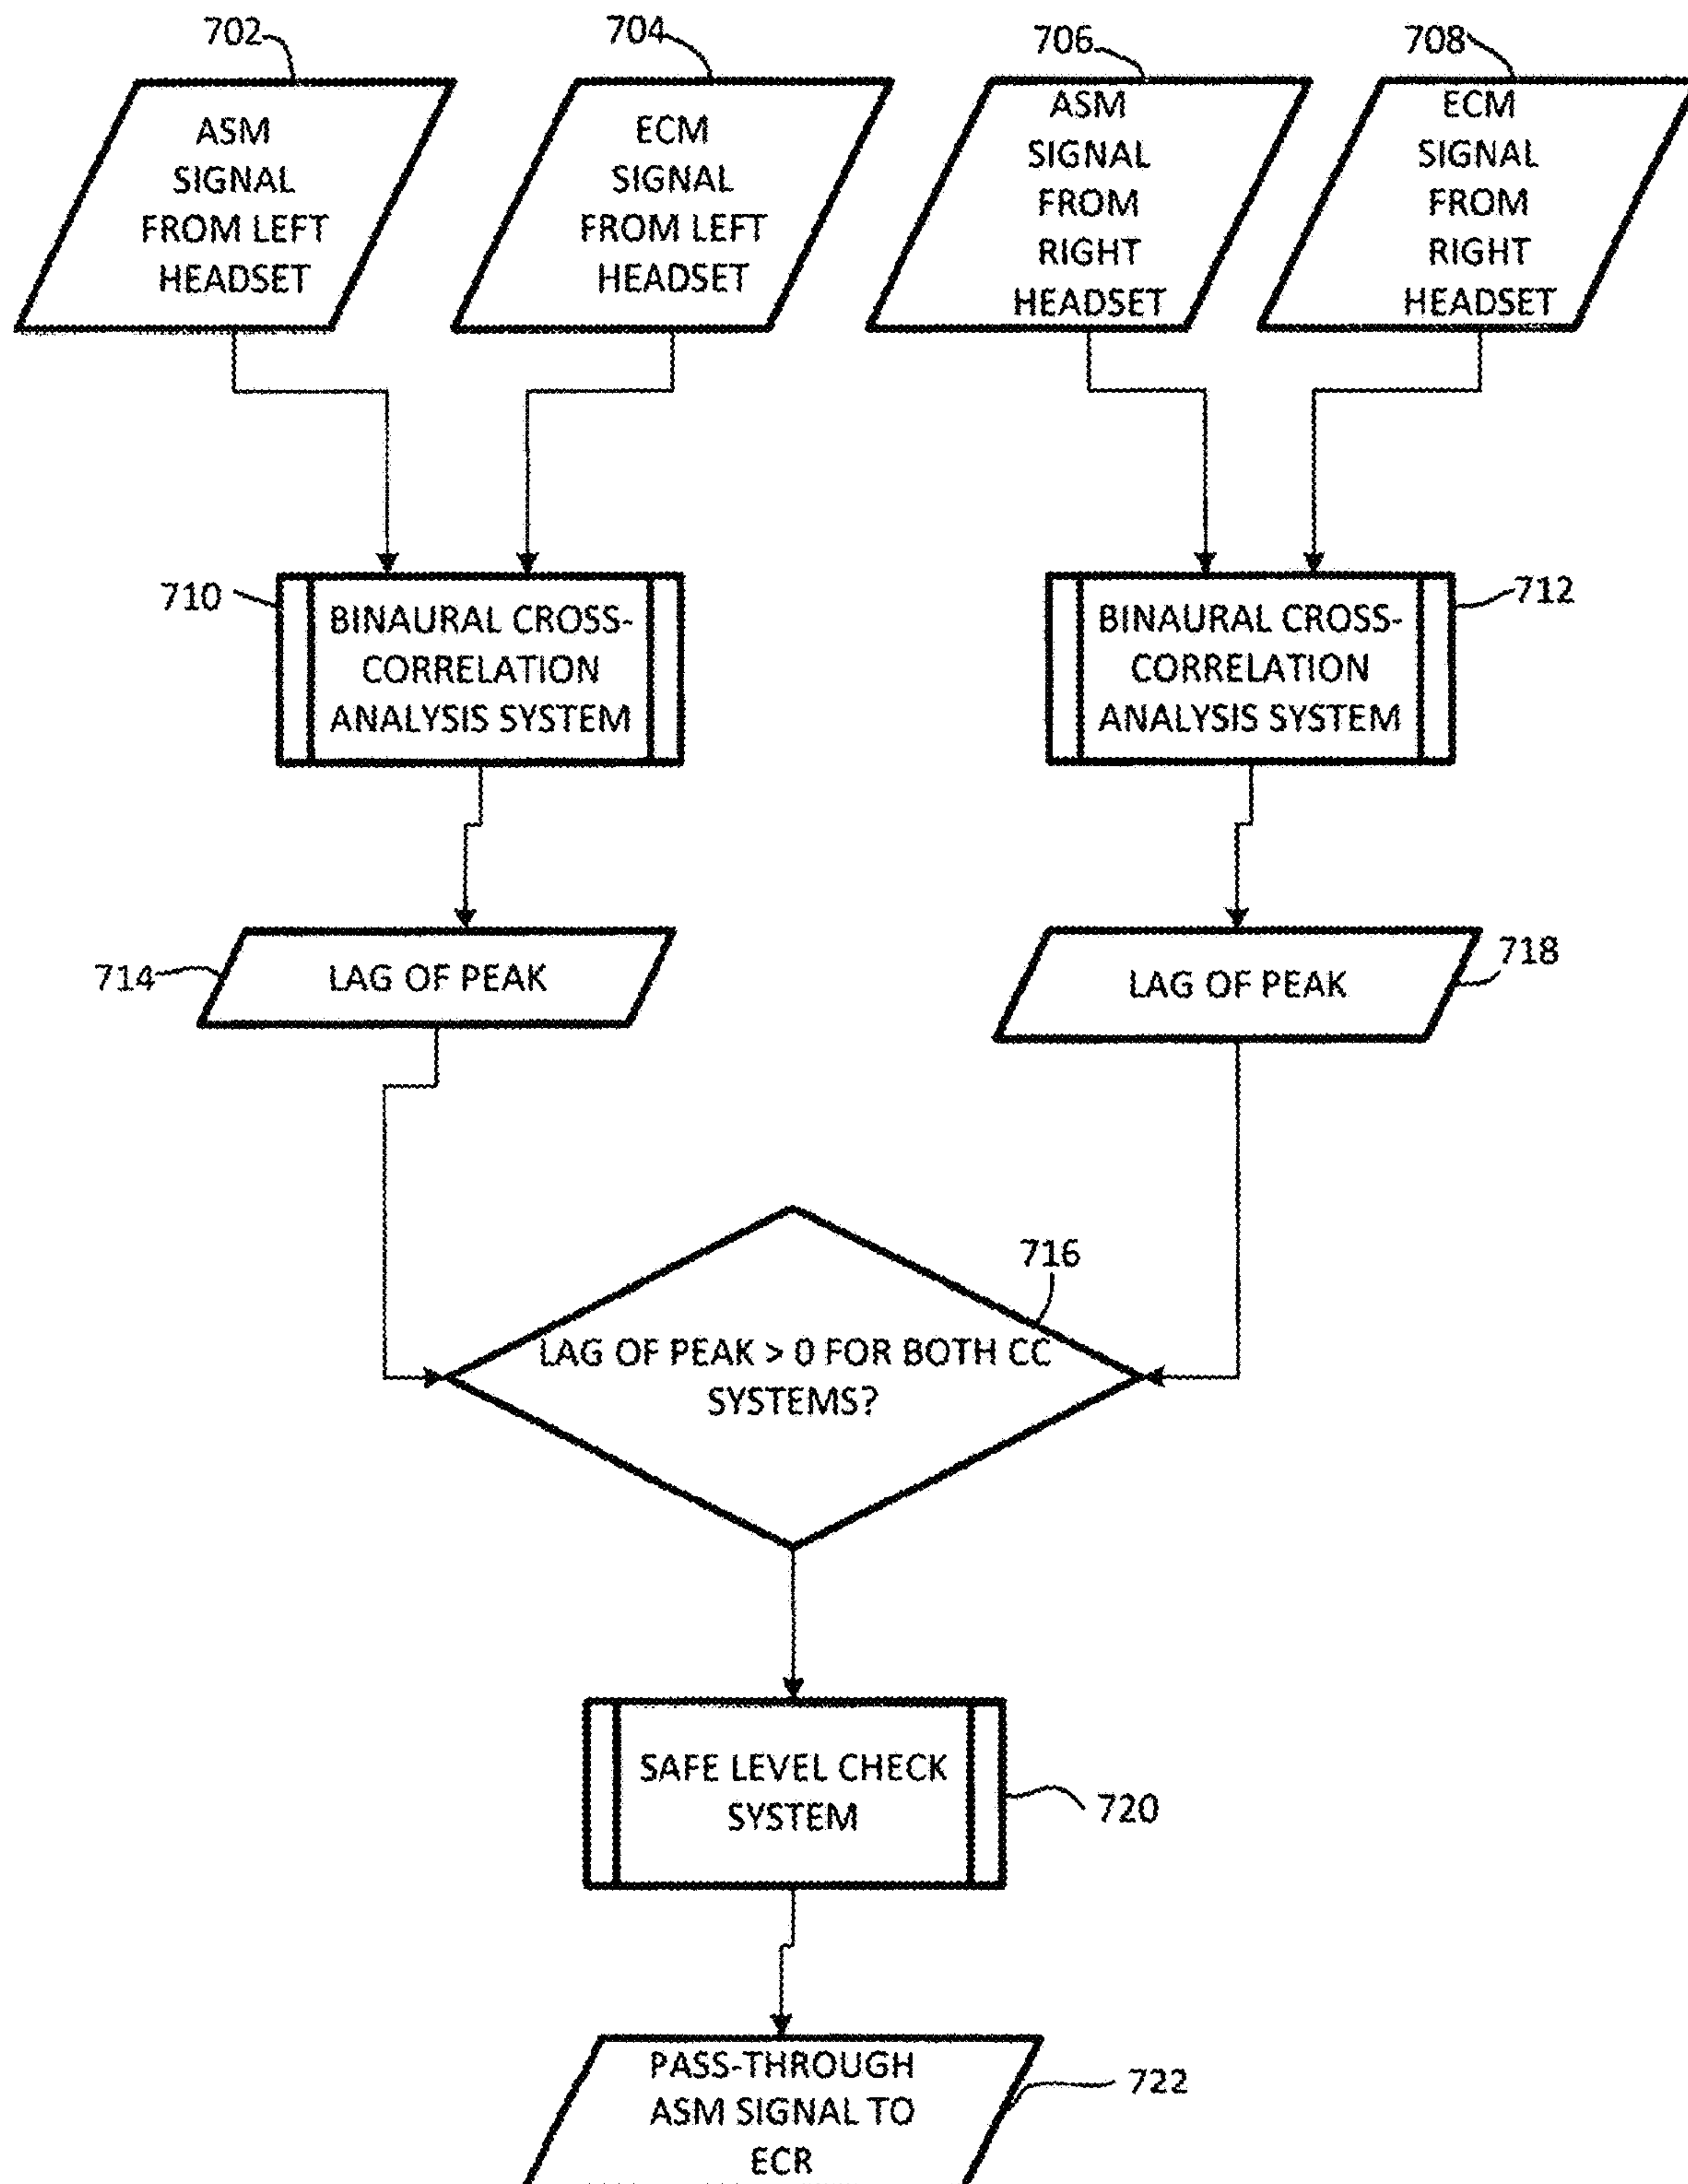 702
704
706
708
ASM
SIGNAL
FROM LEFT
HEADSET
ECM
SIGNAL
FROM LEFT
HEADSET
ASM
SIGNAL
FROM
RIGHT
HEADSET
ECM
SIGNAL
FROM
RIGHT
HEADSET
710
BINAURAL CROSS-
CORRELATION
ANALYSIS SYSTEM
BINAURAL CROSS-
CORRELATION
ANALYSIS SYSTEM
712
714
LAG OF PEAK
LAG OF PEAK
718
716
LAG OF PEAK > 0 FOR BOTH CC
SYSTEMS?
SAFE LEVEL CHECK
SYSTEM
720
PASS-THROUGH
ASM SIGNAL TO
ECR
722